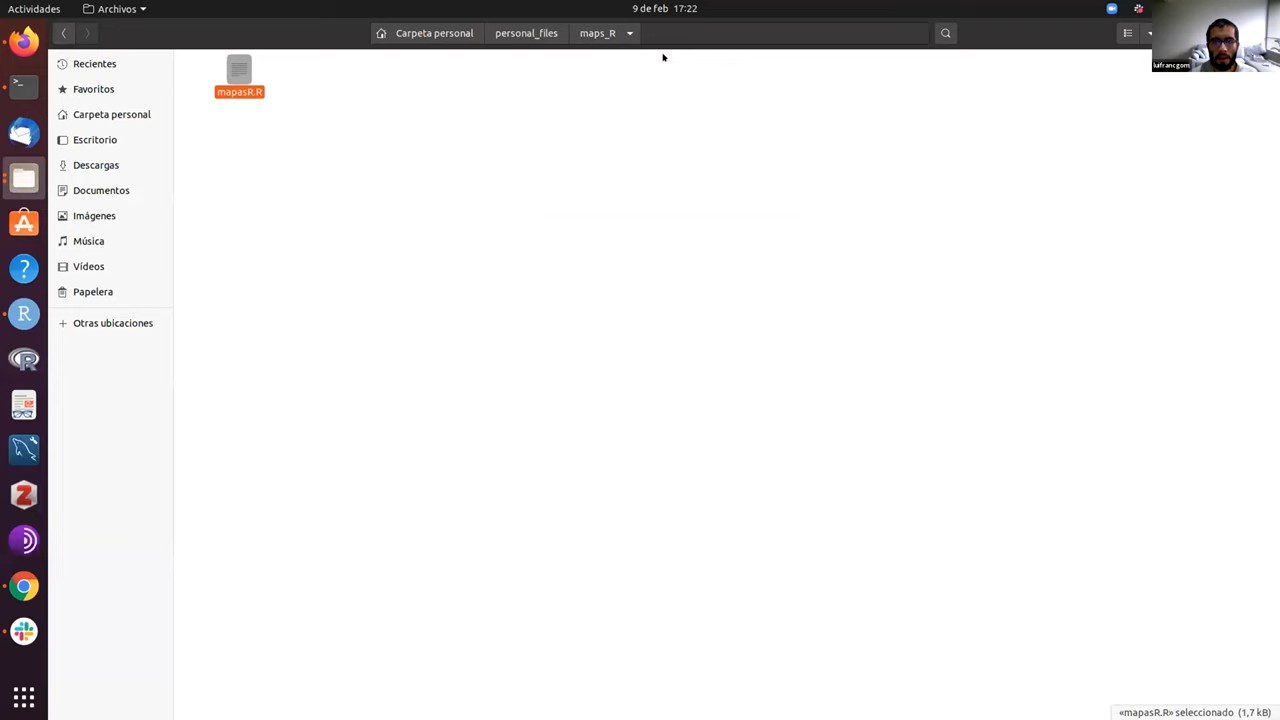 Actividades
Archivos
9 de feb 17:22
Carpeta personal
personal_files
maps_R
luifrancgom
Recientes
Favoritos
Carpeta personal
Escritorio
Descargas
Documentos
Imágenes
Música
Vídeos
Papelera
Otras ubicaciones
mapasR.R
«mapasR.R» seleccionado (1,7 kB)